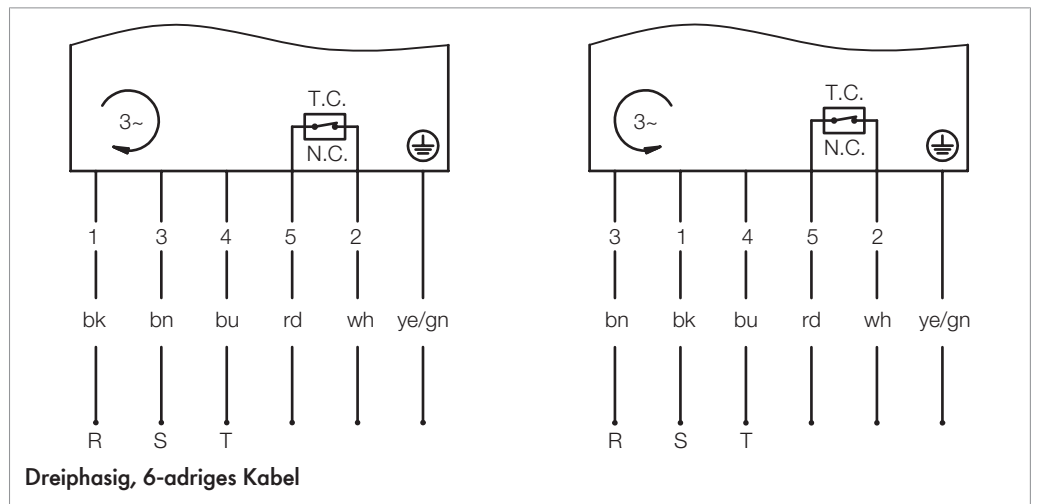 T.C.
3~
N.C.
1 3 4 5 2
bk bn bu rd wh ye/gn
R S T
T.C.
3~
N.C.
3 1 4 5 2
bn bk bu rd wh ye/gn
R S T
Dreiphasig, 6-adriges Kabel